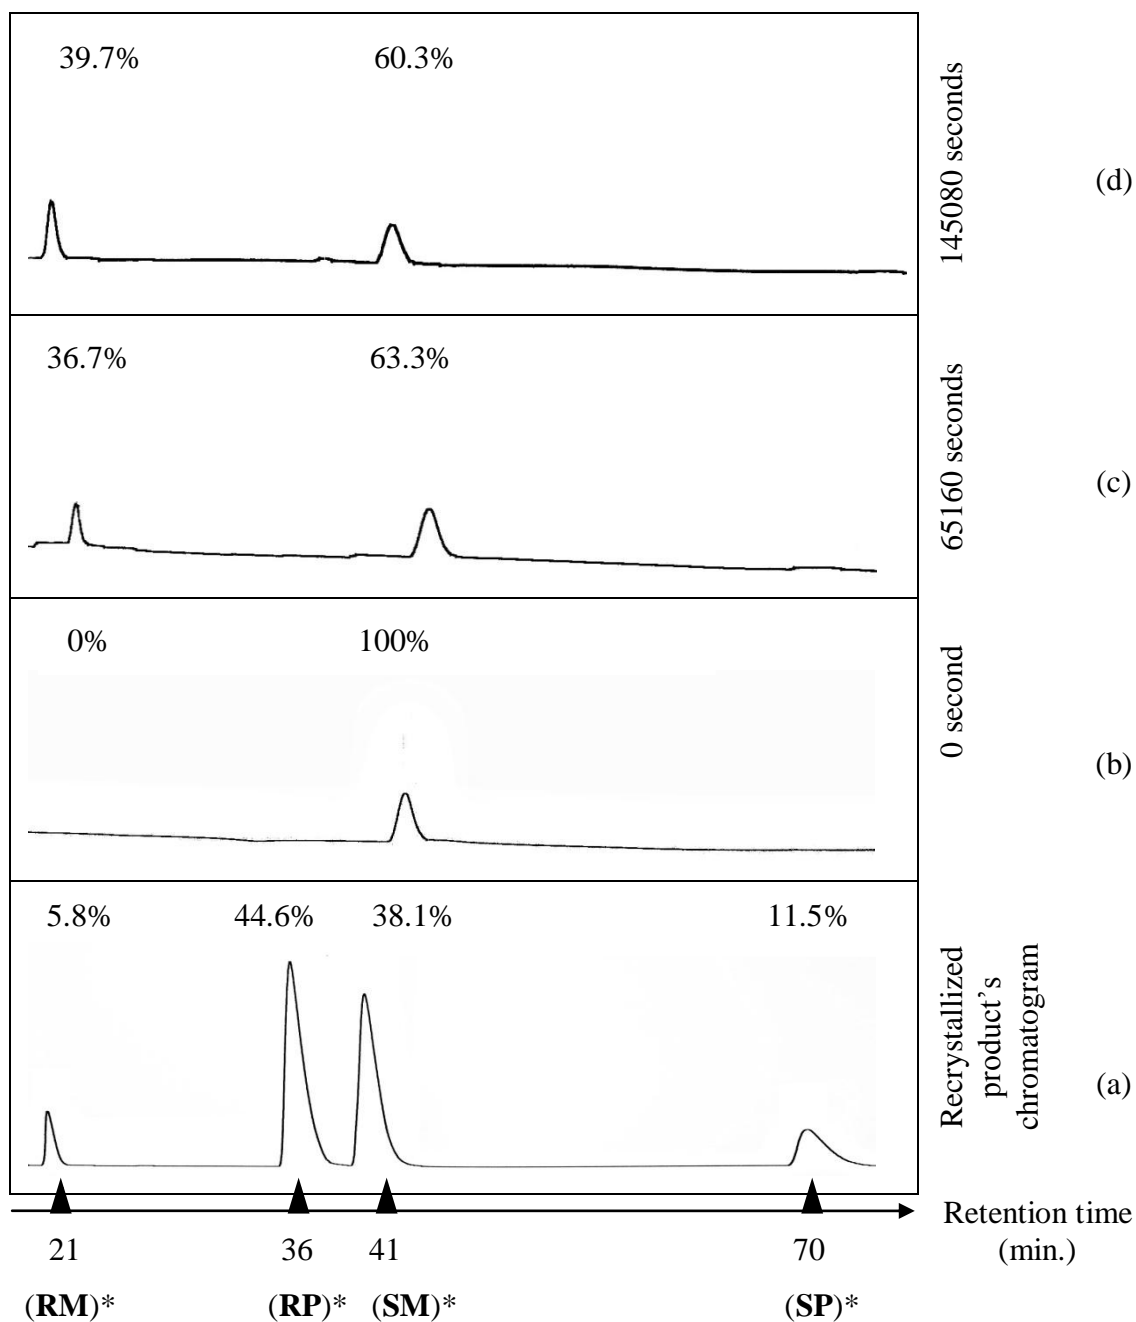 39.7% 60.3%
145080 seconds
(d)
36.7% 63.3%
65160 seconds
(c)
0% 100%
0 second
(b)
5.8% 44.6% 38.1% 11.5%
Recrystallized
product’s
chromatogram
(a)
Retention time
(min.)
21 36 41 70
(RM)* (RP)* (SM)* (SP)*